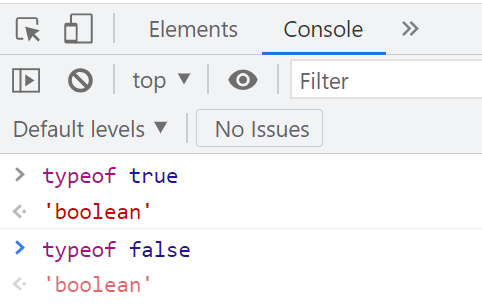 Elements Console
top Filter
Default levels No Issues
typeof true
'boolean'
typeof false
'boolean'